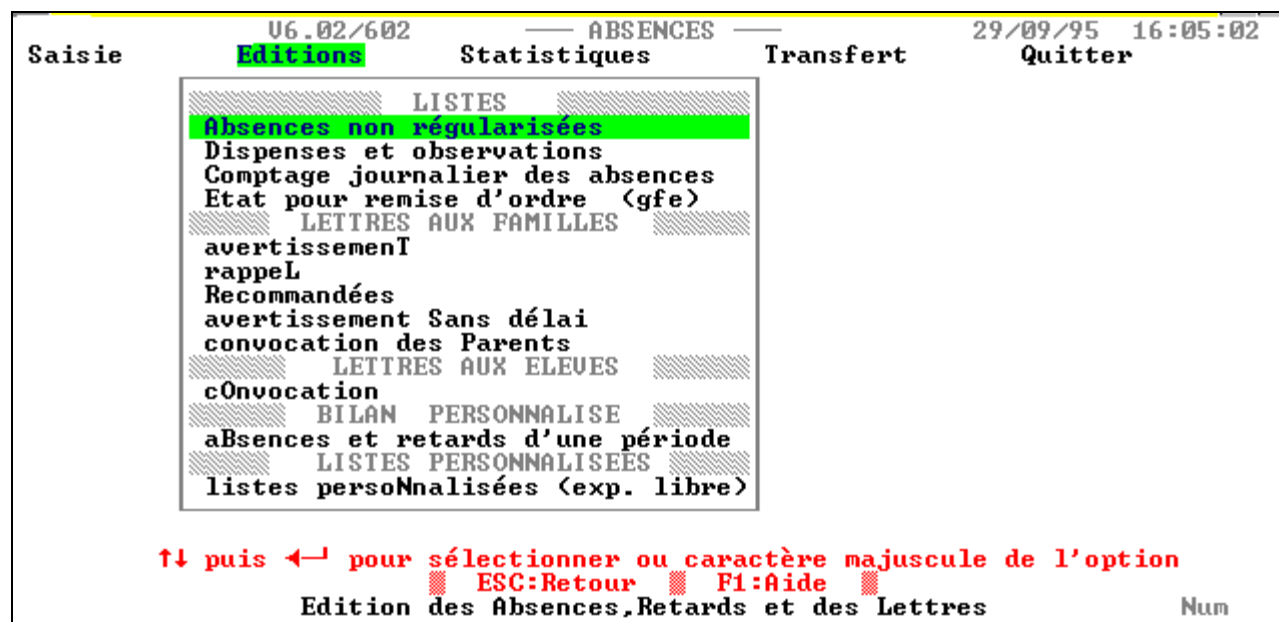 V6.02/602 ABSENCES 29/09/95 16:05:02
Saisie Editions Statistiques Transfert Quitter
LISTES
Absences non régularisées
Dispenses et observations
Comptage journalier des absences
Etat pour remise d'ordre (gfe)
LETTRES AUX FAMILLES
avertissemenT
rappeL
Recommandées
avertissement Sans délai
convocation des Parents
LETTRES AUX ELEVES
cOnvocation
BILAN PERSONNALISE
aBsences et retards d'une période
LISTES PERSONNALISEES
listes persoNnalisées (exp. libre)
↑↓ puis ◄─┘ pour sélectionner ou caractère majuscule de l'option
ESC:Retour F1:Aide
Edition des Absences,Retards et des Lettres Num